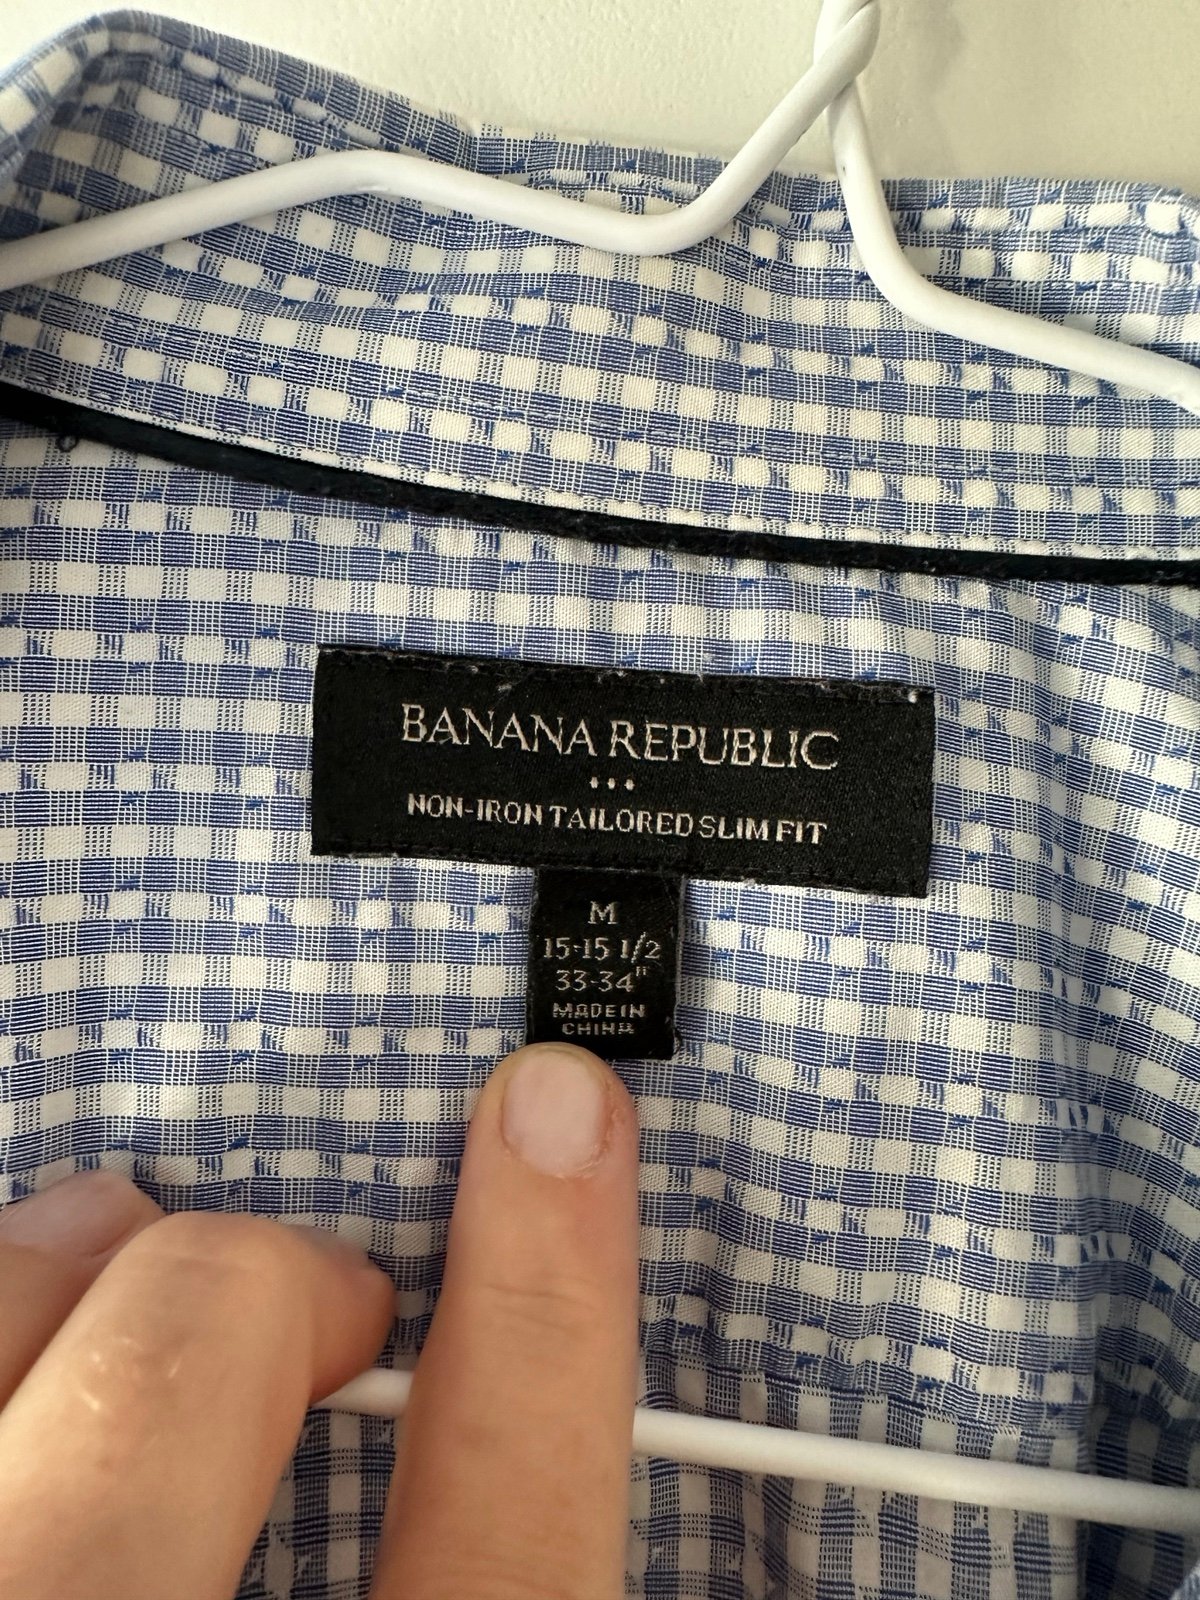 BANANA REPUBLIC
NON-IRON TAILORED SLIM FIT
M
15-15 1/2
33-34"
MADE IN
CHINA